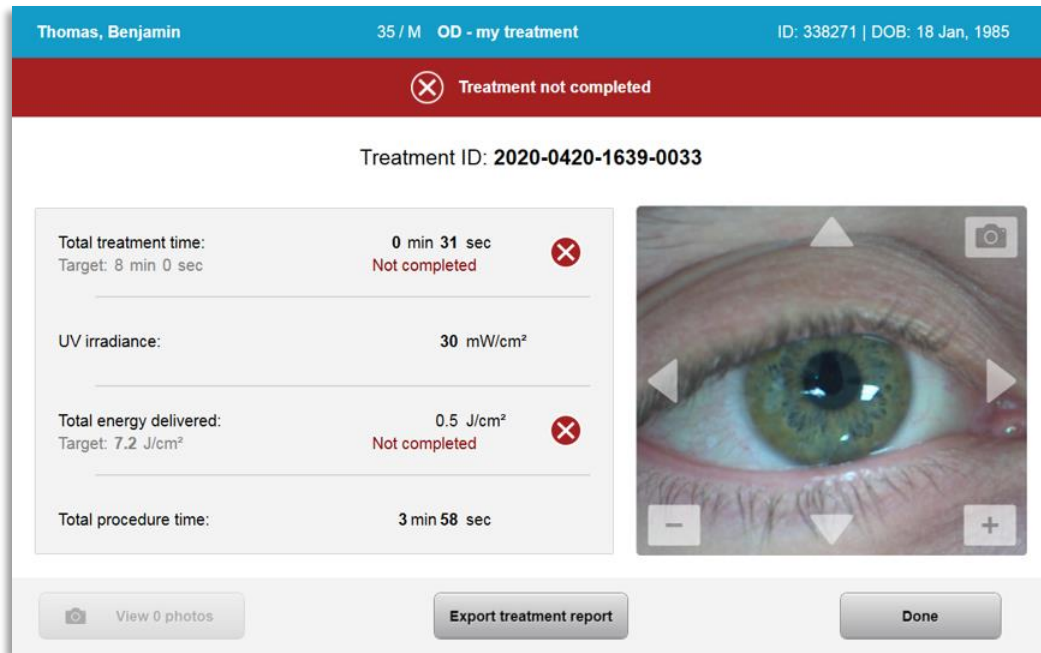 Thomas, Benjamin 35 / M OD - my treatment ID: 338271 | DOB: 18 Jan, 1985
Treatment not completed
Treatment ID: 2020-0420-1639-0033
Total treatment time: 0 min 31 sec
Target: 8 min 0 sec Not completed
UV irradiance: 30 mW/cm²
Total energy delivered: 0.5 J/cm²
Target: 7.2 J/cm² Not completed
Total procedure time: 3 min 58 sec
View 0 photos Export treatment report Done